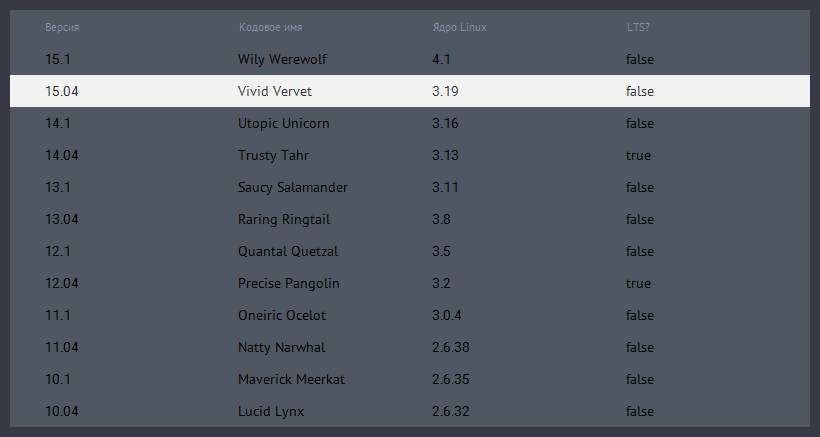 Версия Кодовое имя Ядро Linux LTS?
15.1 Wily Werewolf 4.1 false
15.04 Vivid Vervet 3.19 false
14.1 Utopic Unicorn 3.16 false
14.04 Trusty Tahr 3.13 true
13.1 Saucy Salamander 3.11 false
13.04 Raring Ringtail 3.8 false
12.1 Quantal Quetzal 3.5 false
12.04 Precise Pangolin 3.2 true
11.1 Oneiric Ocelot 3.0.4 false
11.04 Natty Narwhal 2.6.38 false
10.1 Maverick Meerkat 2.6.35 false
10.04 Lucid Lynx 2.6.32 false